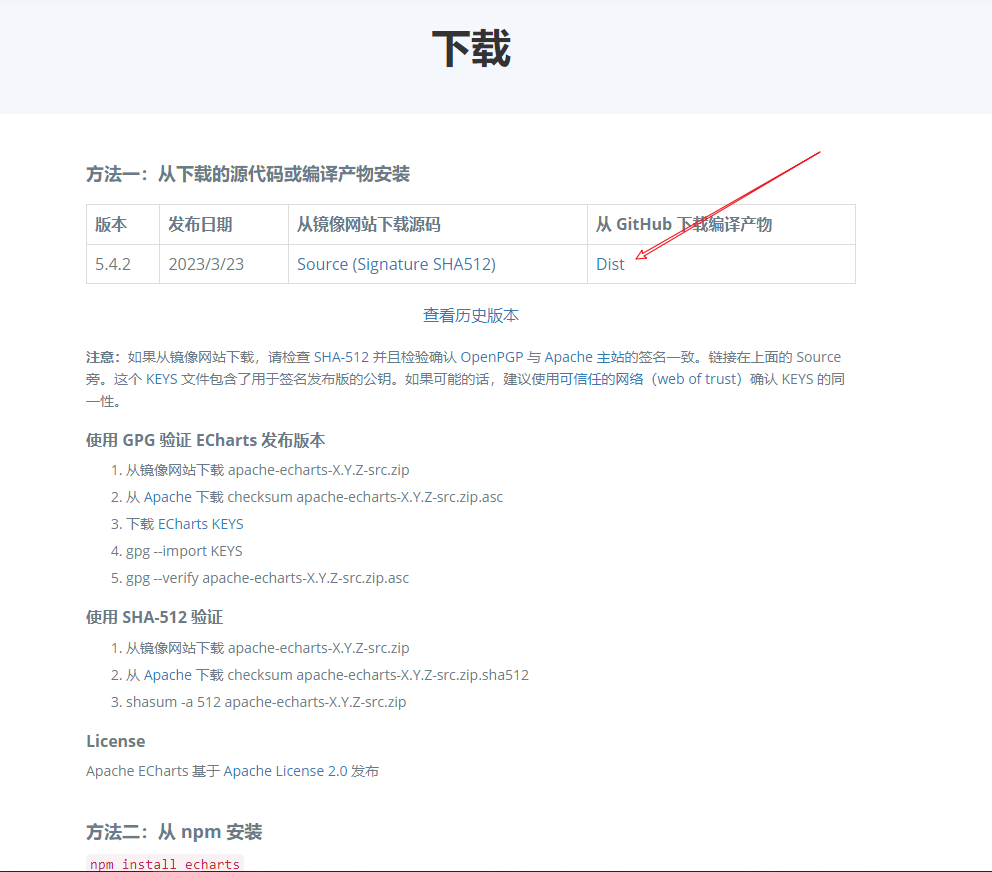 下载
方法一：从下载的源代码或编译产物安装
版本 发布日期 从镜像网站下载源码 从 GitHub 下载编译产物
5.4.2 2023/3/23 Source (Signature SHA512) Dist
查看历史版本
注意：如果从镜像网站下载，请检查 SHA-512 并且检验确认 OpenPGP 与 Apache 主站的签名一致。链接在上面的 Source
旁。这个 KEYS 文件包含了用于签名发布版的公钥。如果可能的话，建议使用可信任的网络（web of trust）确认 KEYS 的同
一性。
使用 GPG 验证 ECharts 发布版本
1. 从镜像网站下载 apache-echarts-X.Y.Z-src.zip
2. 从 Apache 下载 checksum apache-echarts-X.Y.Z-src.zip.asc
3. 下载 ECharts KEYS
4. gpg --import KEYS
5. gpg --verify apache-echarts-X.Y.Z-src.zip.asc
使用 SHA-512 验证
1. 从镜像网站下载 apache-echarts-X.Y.Z-src.zip
2. 从 Apache 下载 checksum apache-echarts-X.Y.Z-src.zip.sha512
3. shasum -a 512 apache-echarts-X.Y.Z-src.zip
License
Apache ECharts 基于 Apache License 2.0 发布
方法二：从 npm 安装
npm install echarts